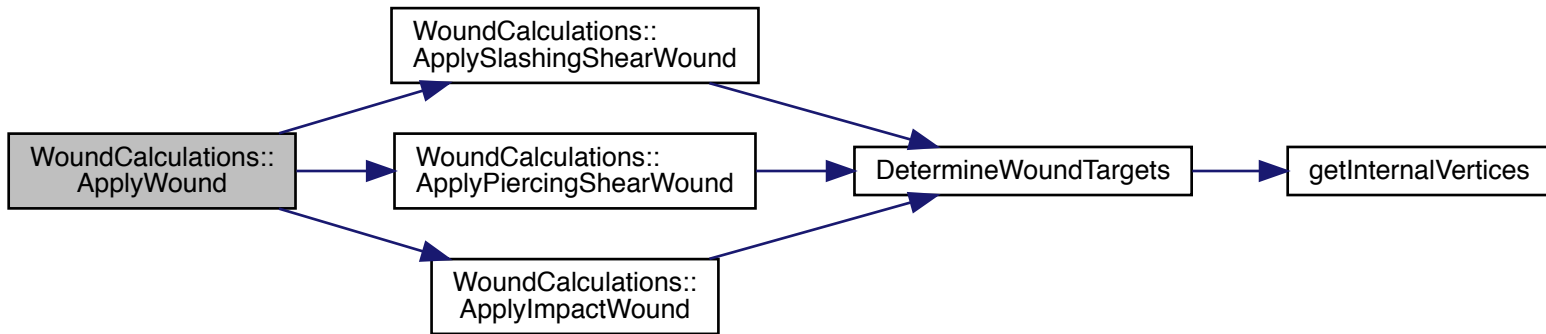 WoundCalculations::
ApplyWound
WoundCalculations::
ApplySlashingShearWound
WoundCalculations::
ApplyPiercingShearWound
WoundCalculations::
ApplyImpactWound
DetermineWoundTargets
getInternalVertices